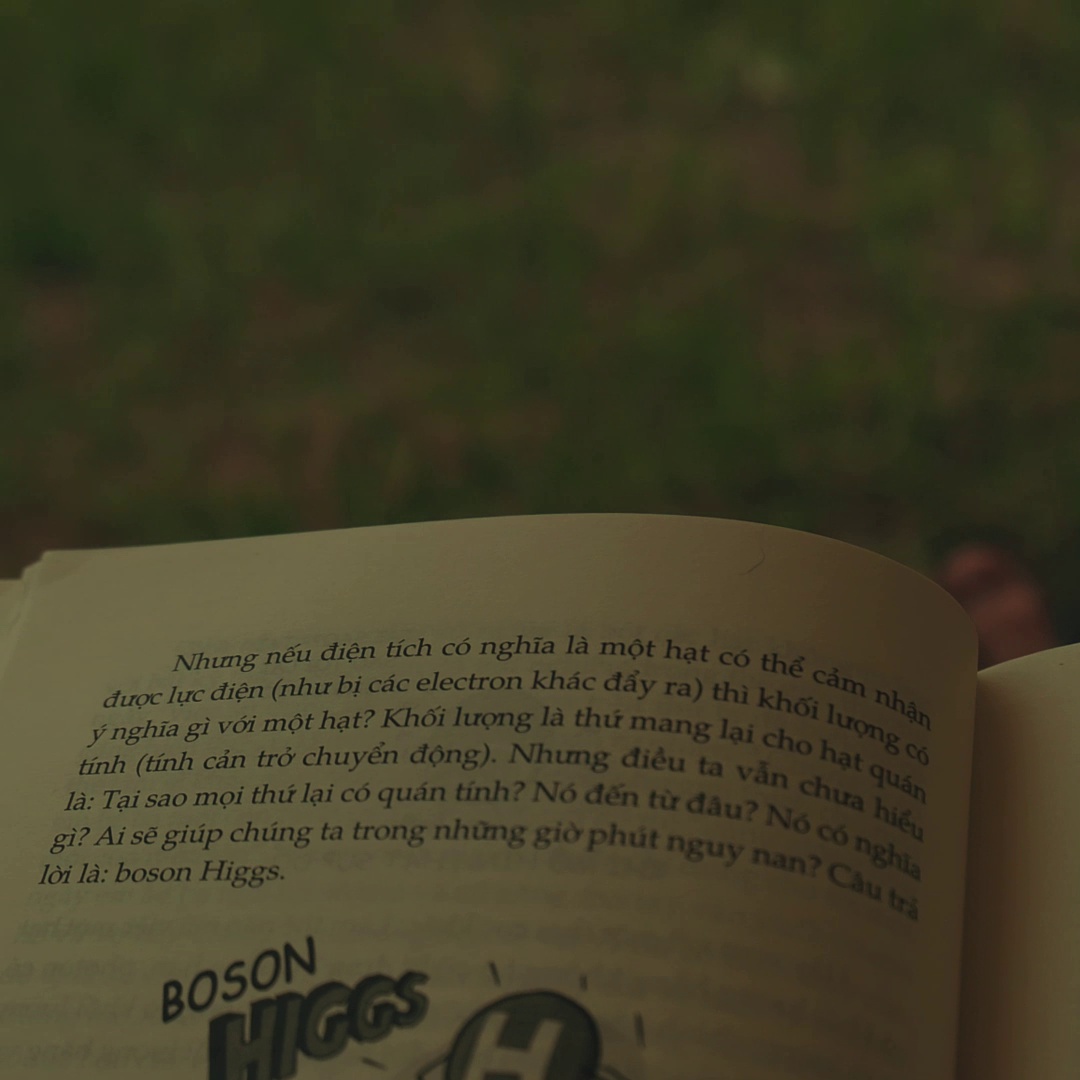 Nhưng nếu điện tích có nghĩa là một hạt có thể cảm nhận
được lực điện (như bị các electron khác đẩy ra) thì khối lượng có
ý nghĩa gì với một hạt? Khối lượng là thứ mang lại cho hạt quán
tính (tính cản trở chuyển động). Nhưng điều ta vẫn chưa hiểu
là: Tại sao mọi thứ lại có quán tính? Nó đến từ đâu? Nó có nghĩa
gì? Ai sẽ giúp chúng ta trong những giờ phút nguy nan? Câu trả
lời là: boson Higgs.
BOSON
HIGGS
H